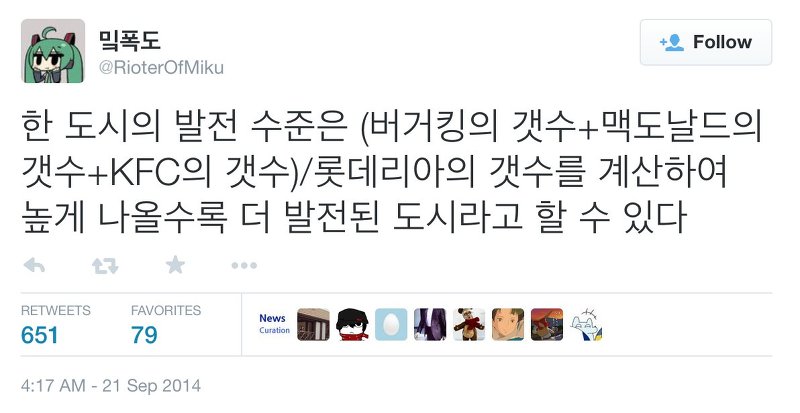 밐폭도
@RioterOfMiku
Follow
한 도시의 발전 수준은 (버거킹의 갯수+맥도날드의
갯수+KFC의 갯수)/롯데리아의 갯수를 계산하여
높게 나올수록 더 발전된 도시라고 할 수 있다
RETWEETS
FAVORITES
651
79
News
Curation
4:17 AM - 21 Sep 2014